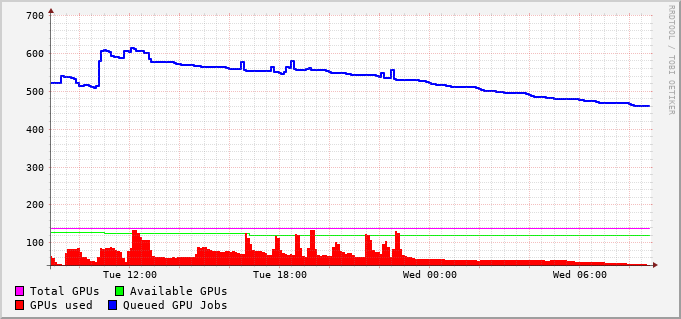 700
600
500
400
300
200
100
Tue 12:00 Tue 18:00 Wed 00:00 Wed 06:00
Total GPUs Available GPUs
GPUs used Queued GPU Jobs
RRDTOOL / TOBI OETIKER